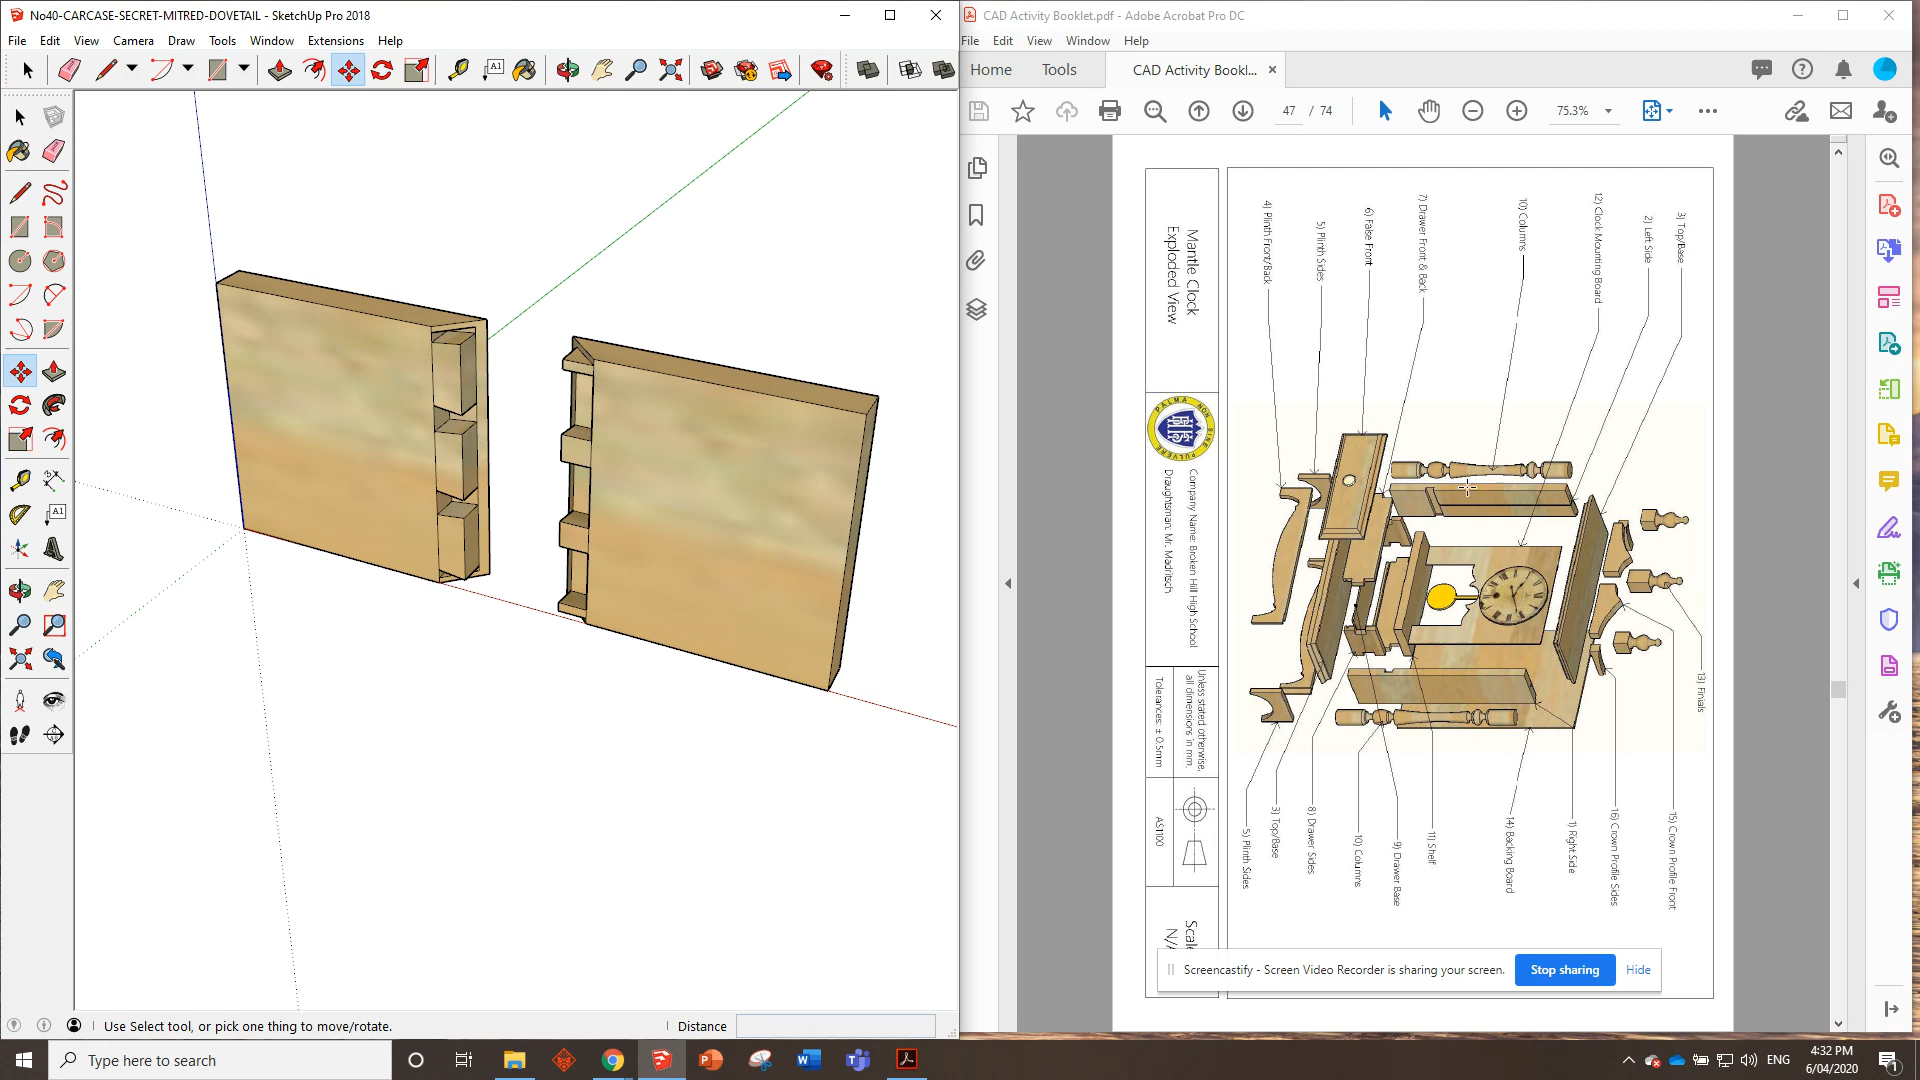 No40-CARCASE-SECRET-MITRED-DOVETAIL - SketchUp Pro 2018
File Edit View Camera Draw Tools Window Extensions Help
A1
A1
Use Select tool, or pick one thing to move/rotate.
Distance
CAD Activity Booklet.pdf - Adobe Acrobat Pro DC
File Edit View Window Help
Home Tools CAD Activity Bookl...
47 / 74 75.3%
4) Plinth Front/Back
5) Plinth Sides
6) False Front
7) Drawer Front & Back
10) Columns
12) Clock Mounting Board
2) Left Side
3) Top/Base
Mantle Clock
Exploded View
PALMA NON SINE PULVERE
Company Name: Broken Hill High School
Draughtsman: Mr. Madritsch
Unless stated otherwise,
all dimensions in mm.
Tolerances: ± 0.5mm
AS1100
13) Finials
5) Plinth Sides
3) Top/Base
8) Drawer Sides
10) Columns
9) Drawer Base
11) Shelf
14) Backing Board
1) Right Side
16) Crown Profile Sides
15) Crown Profile Front
Screencastify - Screen Video Recorder is sharing your screen.
Stop sharing
Hide
Type here to search
ENG
4:32 PM
6/04/2020
1